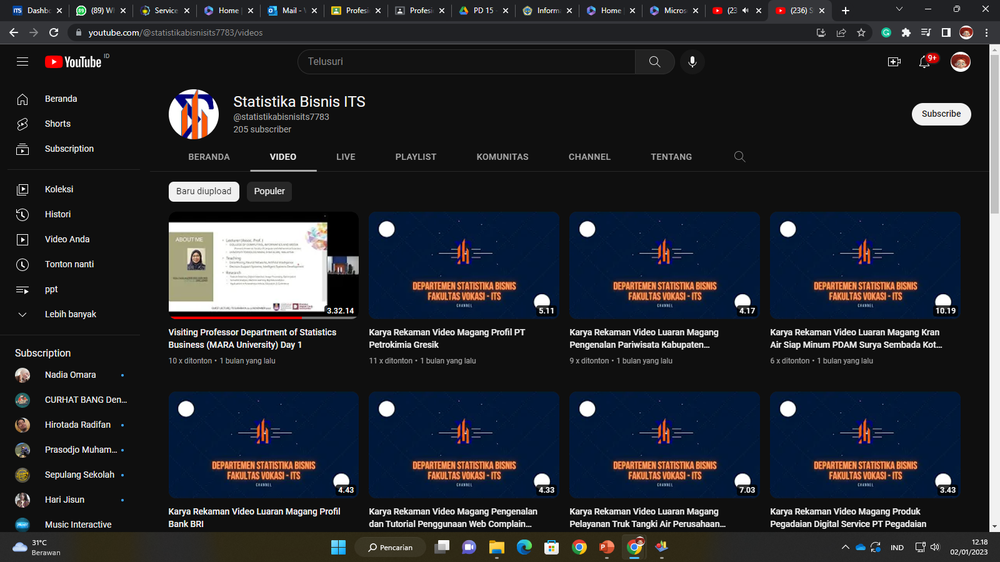 Dashbo
(89) W
Service
Home |
Mail - V
Profesi
Profesi
PD 15 -
Informa
Home |
Micros
(23
(236) S
youtube.com/@statistikabisnisits7783/videos
YouTube ID
Telusuri
9+
Beranda
Shorts
Subscription
Koleksi
Histori
Video Anda
Tonton nanti
ppt
Lebih banyak
Subscription
Nadia Omara
CURHAT BANG Den...
Hirotada Radifan
Prasodjo Muham...
Sepulang Sekolah
Hari Jisun
Music Interactive
Statistika Bisnis ITS
@statistikabisnisits7783
205 subscriber
Subscribe
BERANDA VIDEO LIVE PLAYLIST KOMUNITAS CHANNEL TENTANG
Baru diupload Populer
ABOUT ME
Lecturer (Assoc. Prof.)
Teaching
Research
3.32.14
Visiting Professor Department of Statistics
Business (MARA University) Day 1
10 x ditonton • 1 bulan yang lalu
DEPARTEMEN STATISTIKA BISNIS
FAKULTAS VOKASI - ITS
CHANNEL
5.11
Karya Rekaman Video Magang Profil PT
Petrokimia Gresik
11 x ditonton • 1 bulan yang lalu
DEPARTEMEN STATISTIKA BISNIS
FAKULTAS VOKASI - ITS
CHANNEL
4.17
Karya Rekaman Video Luaran Magang
Pengenalan Pariwisata Kabupaten...
9 x ditonton • 1 bulan yang lalu
DEPARTEMEN STATISTIKA BISNIS
FAKULTAS VOKASI - ITS
CHANNEL
10.19
Karya Rekaman Video Luaran Magang Kran
Air Siap Minum PDAM Surya Sembada Kot...
6 x ditonton • 1 bulan yang lalu
DEPARTEMEN STATISTIKA BISNIS
FAKULTAS VOKASI - ITS
CHANNEL
4.43
Karya Rekaman Video Luaran Magang Profil
Bank BRI
DEPARTEMEN STATISTIKA BISNIS
FAKULTAS VOKASI - ITS
CHANNEL
4.33
Karya Rekaman Video Magang Pengenalan
dan Tutorial Penggunaan Web Complain...
DEPARTEMEN STATISTIKA BISNIS
FAKULTAS VOKASI - ITS
CHANNEL
7.03
Karya Rekaman Video Luaran Magang
Pelayanan Truk Tangki Air Perusahaan...
DEPARTEMEN STATISTIKA BISNIS
FAKULTAS VOKASI - ITS
CHANNEL
3.43
Karya Rekaman Video Magang Produk
Pegadaian Digital Service PT Pegadaian
31°C
Berawan
Pencarian
IND
12.18
02/01/2023